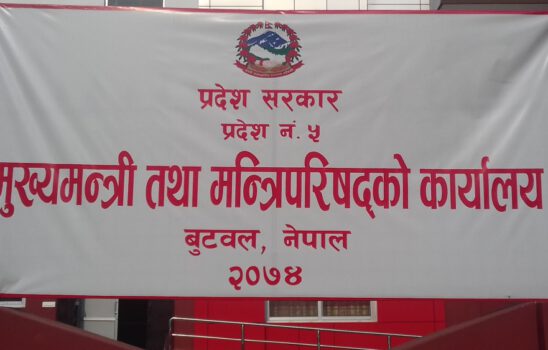 प्रदेश सरकार
प्रदेश नं. ५
मुख्यमन्त्री तथा मन्त्रिपरिषद्को कार्यालय
बुटवल, नेपाल
२०७४